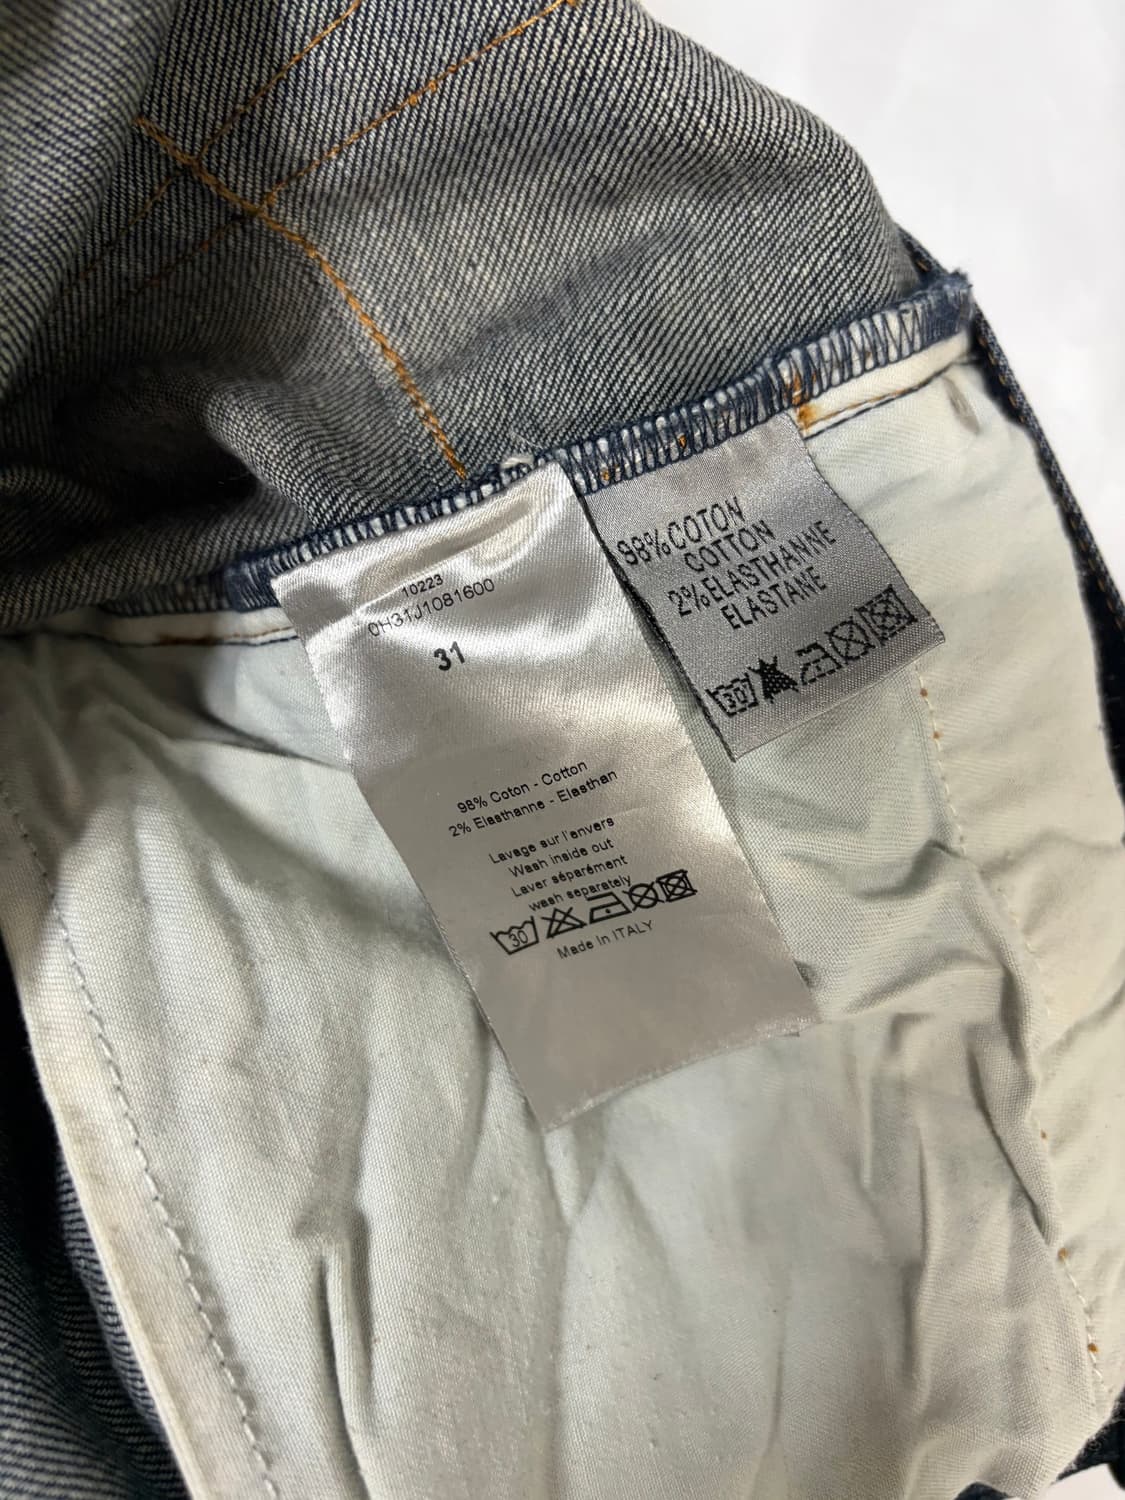 10223
0H31J1081600
31
98% Coton - Cotton
2% Elasthanne - Elasthan
Lavage sur l'envers
Wash inside out
Laver séparément
wash separately
30
Made in ITALY
98%COTON
COTTON
2%ELASTHANNE
ELASTANE
30